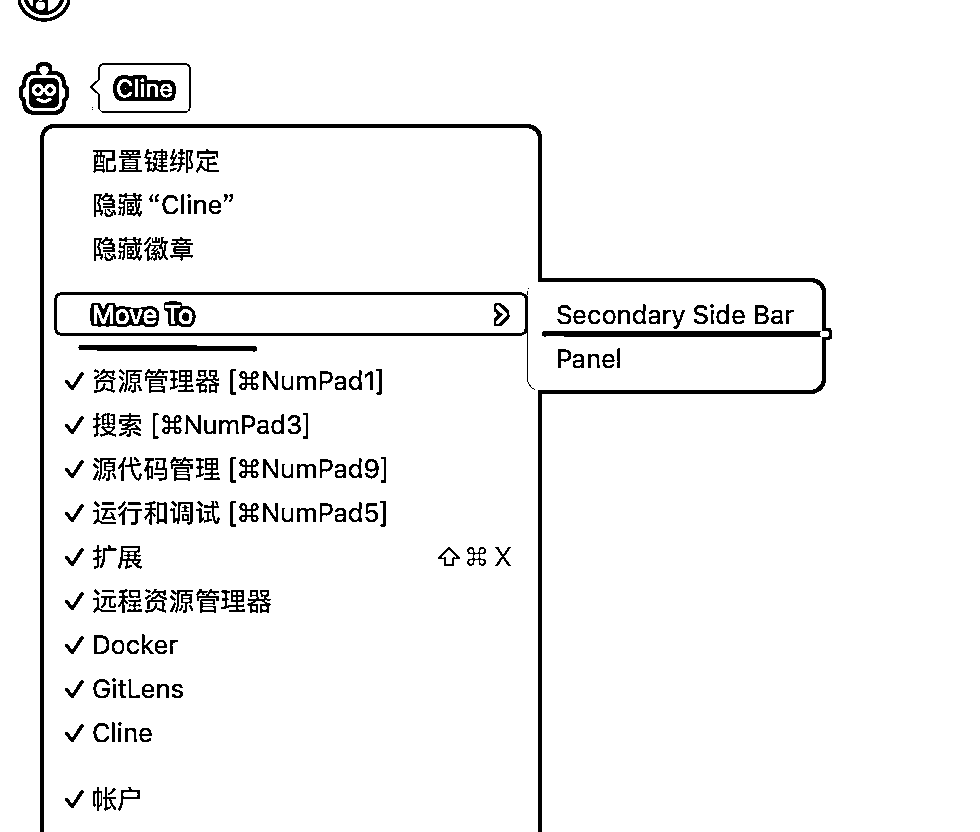 Cline
配置键绑定
隐藏 “Cline”
隐藏徽章
Move To
Secondary Side Bar
Panel
资源管理器 [⌘NumPad1]
搜索 [⌘NumPad3]
源代码管理 [⌘NumPad9]
运行和调试 [⌘NumPad5]
扩展 ⇧⌘X
远程资源管理器
Docker
GitLens
Cline
帐户